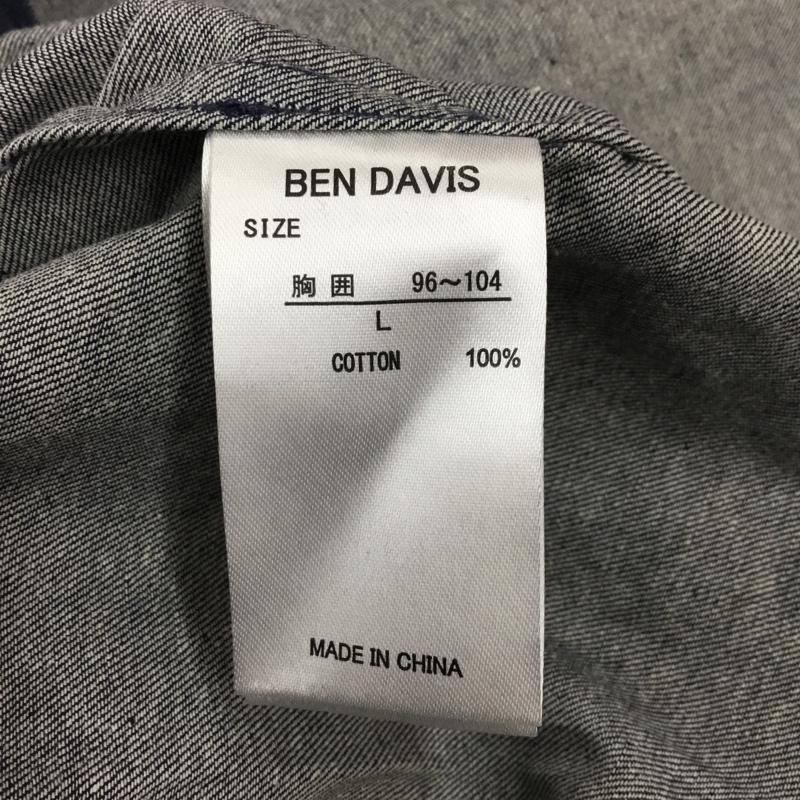 BEN DAVIS
SIZE
胸 囲 96～104
L
COTTON 100%
MADE IN CHINA